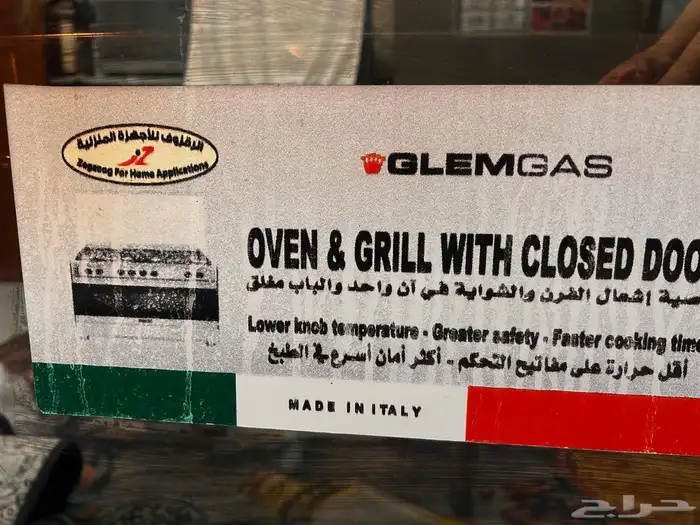 الزقزوق للأجهزة المنزلية
Zagzoog For Home Applications
GLEMGAS
OVEN & GRILL WITH CLOSED DOO
صية إشعال الفرن والشواية في آن واحد والباب مغلق
Lower knob temperature - Greater safety - Faster cooking time
أقل حرارة على مفاتيح التحكم - أكثر أمان أسرع في الطبخ
MADE IN ITALY
حراج